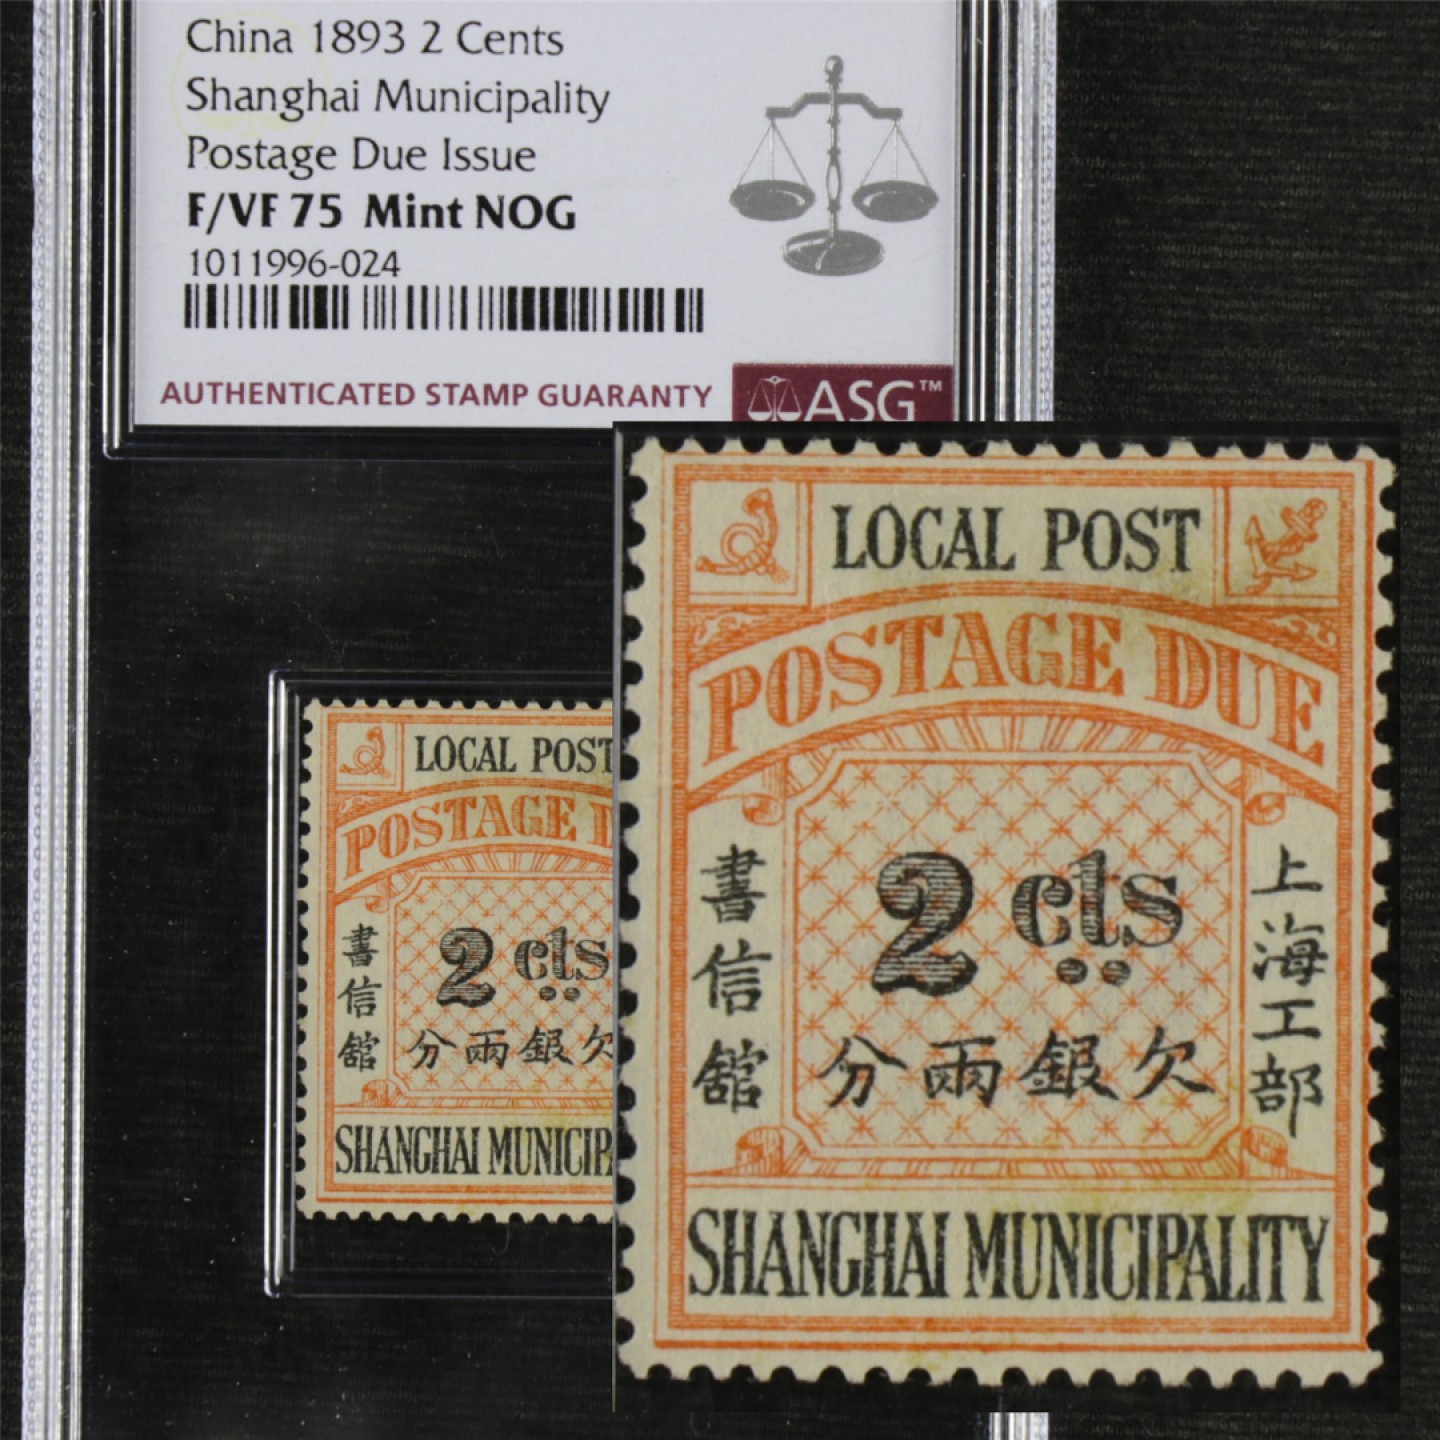 China 1893 2 Cents
Shanghai Municipality
Postage Due Issue
F/VF 75 Mint NOG
1011996-024
AUTHENTICATED STAMP GUARANTY
ASG™
LOCAL POST
POSTAGE
書信館
2 cts
分兩銀欠
SHANGHAI MUNICIP
LOCAL POST
POSTAGE DUE
上海工部
書信館
2 cts
分兩銀欠
SHANGHAI MUNICIPALITY